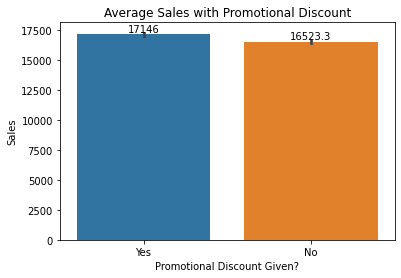 Average Sales with Promotional Discount
17500
15000
12500
10000
7500
5000
2500
0
Sales
17146
16523.3
Yes
No
Promotional Discount Given?